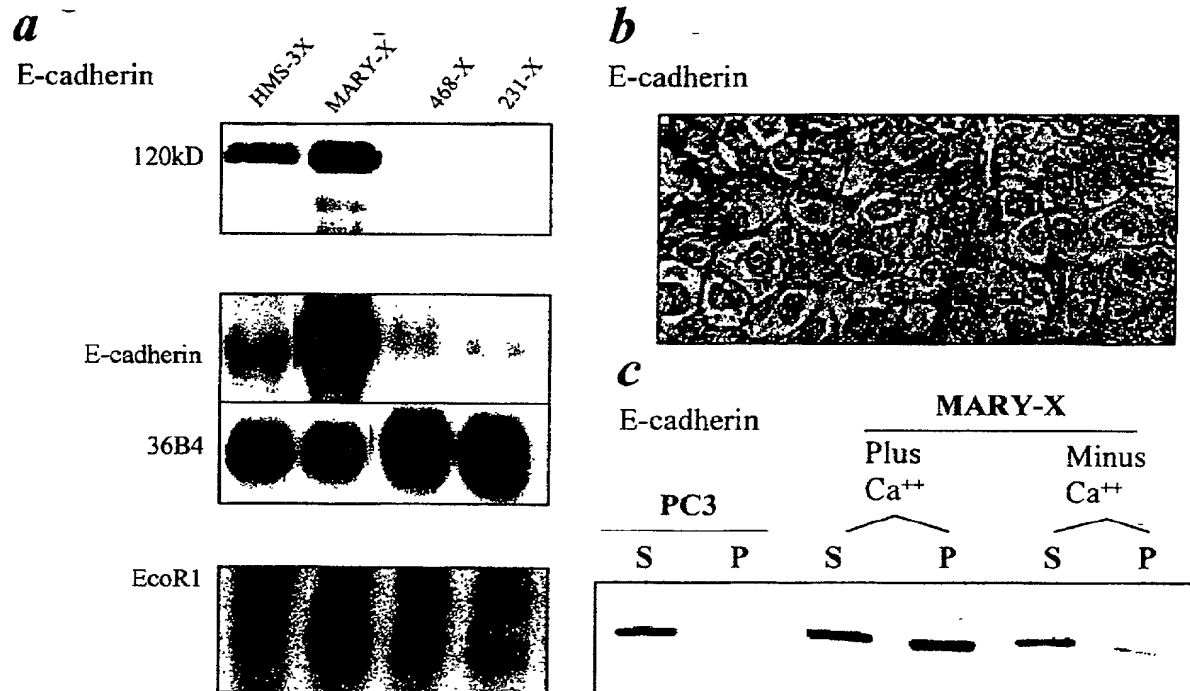 a
E-cadherin
HMS-3X
MARY-X
468-X
231-X
120kD
E-cadherin
36B4
EcoR1
b
E-cadherin
c
E-cadherin
MARY-X
Plus
Ca++
Minus
Ca++
PC3
S P S P S P